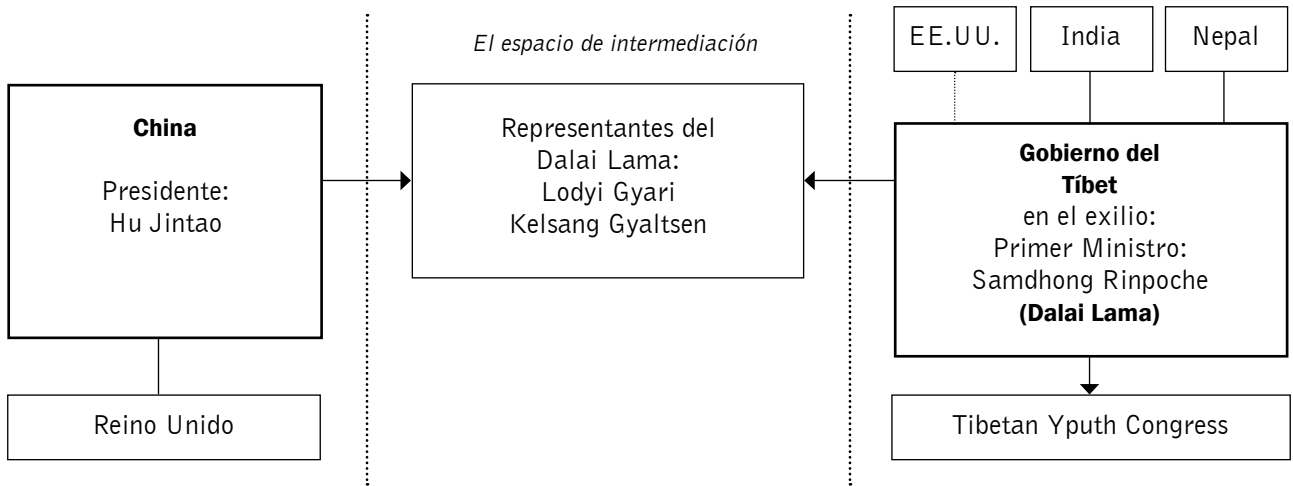 El espacio de intermediación
China
Presidente:
Hu Jintao
Reino Unido
Representantes del
Dalai Lama:
Lodyi Gyari
Kelsang Gyaltsen
EE.UU.
India
Nepal
Gobierno del
Tíbet
en el exilio:
Primer Ministro:
Samdhong Rinpoche
(Dalai Lama)
Tibetan Yputh Congress